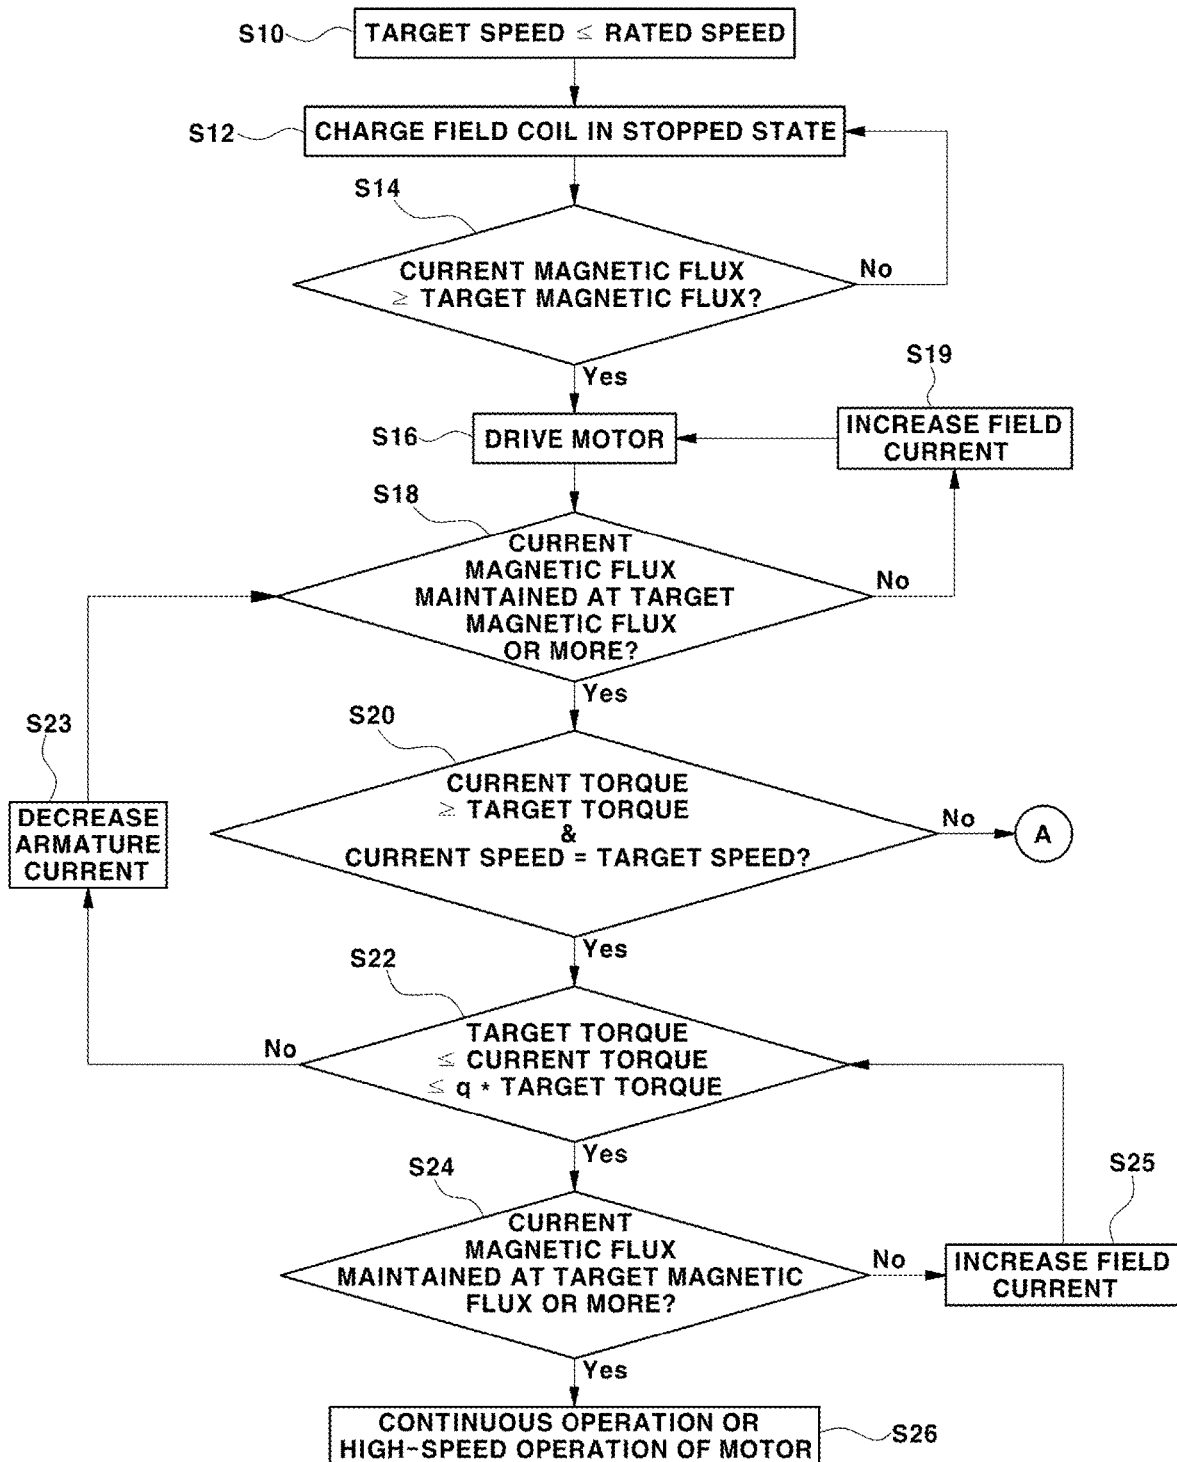 S10
TARGET SPEED ≤ RATED SPEED
S12
CHARGE FIELD COIL IN STOPPED STATE
S14
CURRENT MAGNETIC FLUX
≥ TARGET MAGNETIC FLUX?
No
Yes
S19
INCREASE FIELD
CURRENT
S16
DRIVE MOTOR
S18
CURRENT
MAGNETIC FLUX
MAINTAINED AT TARGET
MAGNETIC FLUX
OR MORE?
No
Yes
S20
CURRENT TORQUE
≥ TARGET TORQUE
&
CURRENT SPEED = TARGET SPEED?
No
A
Yes
S23
DECREASE
ARMATURE
CURRENT
S22
TARGET TORQUE
≤ CURRENT TORQUE
≤ q * TARGET TORQUE
No
Yes
S24
CURRENT
MAGNETIC FLUX
MAINTAINED AT TARGET MAGNETIC
FLUX OR MORE?
No
S25
INCREASE FIELD
CURRENT
Yes
CONTINUOUS OPERATION OR
HIGH-SPEED OPERATION OF MOTOR
S26